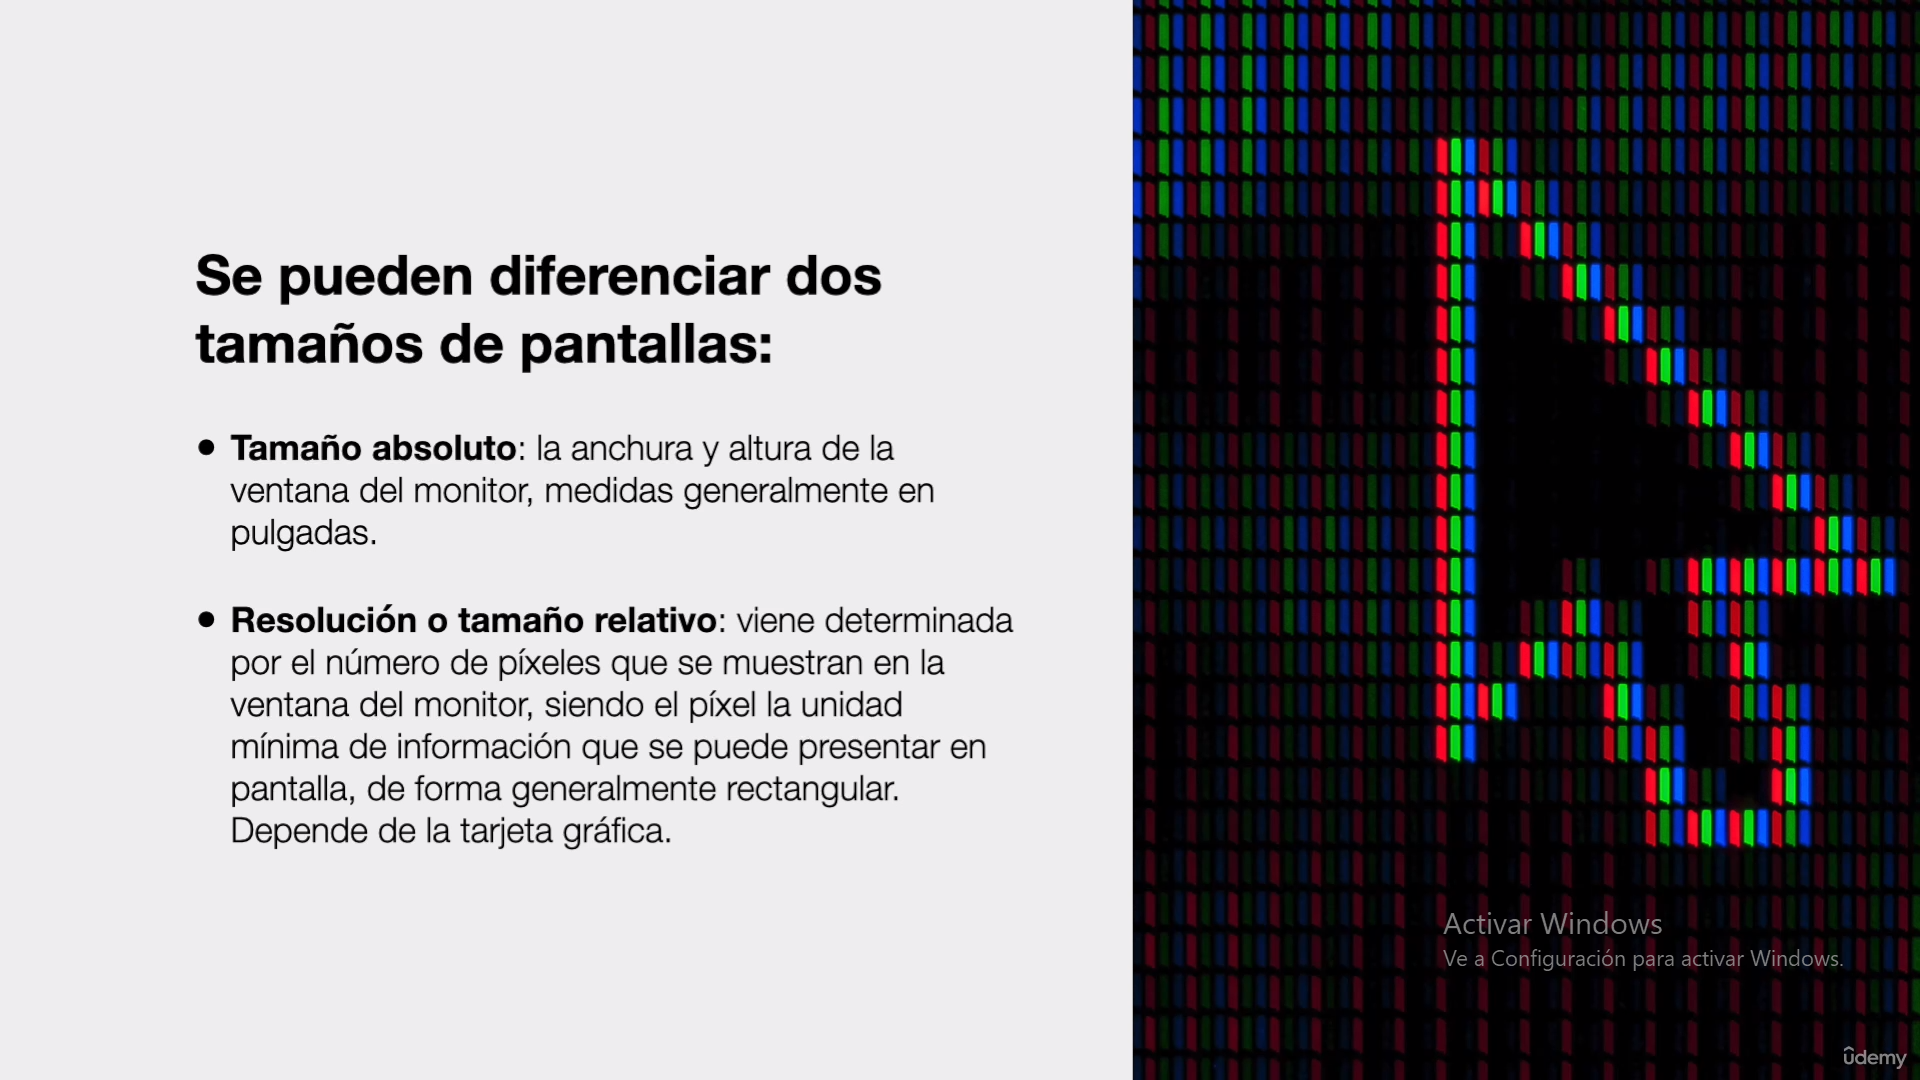 Se pueden diferenciar dos
tamaños de pantallas:
● Tamaño absoluto: la anchura y altura de la
ventana del monitor, medidas generalmente en
pulgadas.
● Resolución o tamaño relativo: viene determinada
por el número de píxeles que se muestran en la
ventana del monitor, siendo el píxel la unidad
mínima de información que se puede presentar en
pantalla, de forma generalmente rectangular.
Depende de la tarjeta gráfica.
Activar Windows
Ve a Configuración para activar Windows.
ûdemy